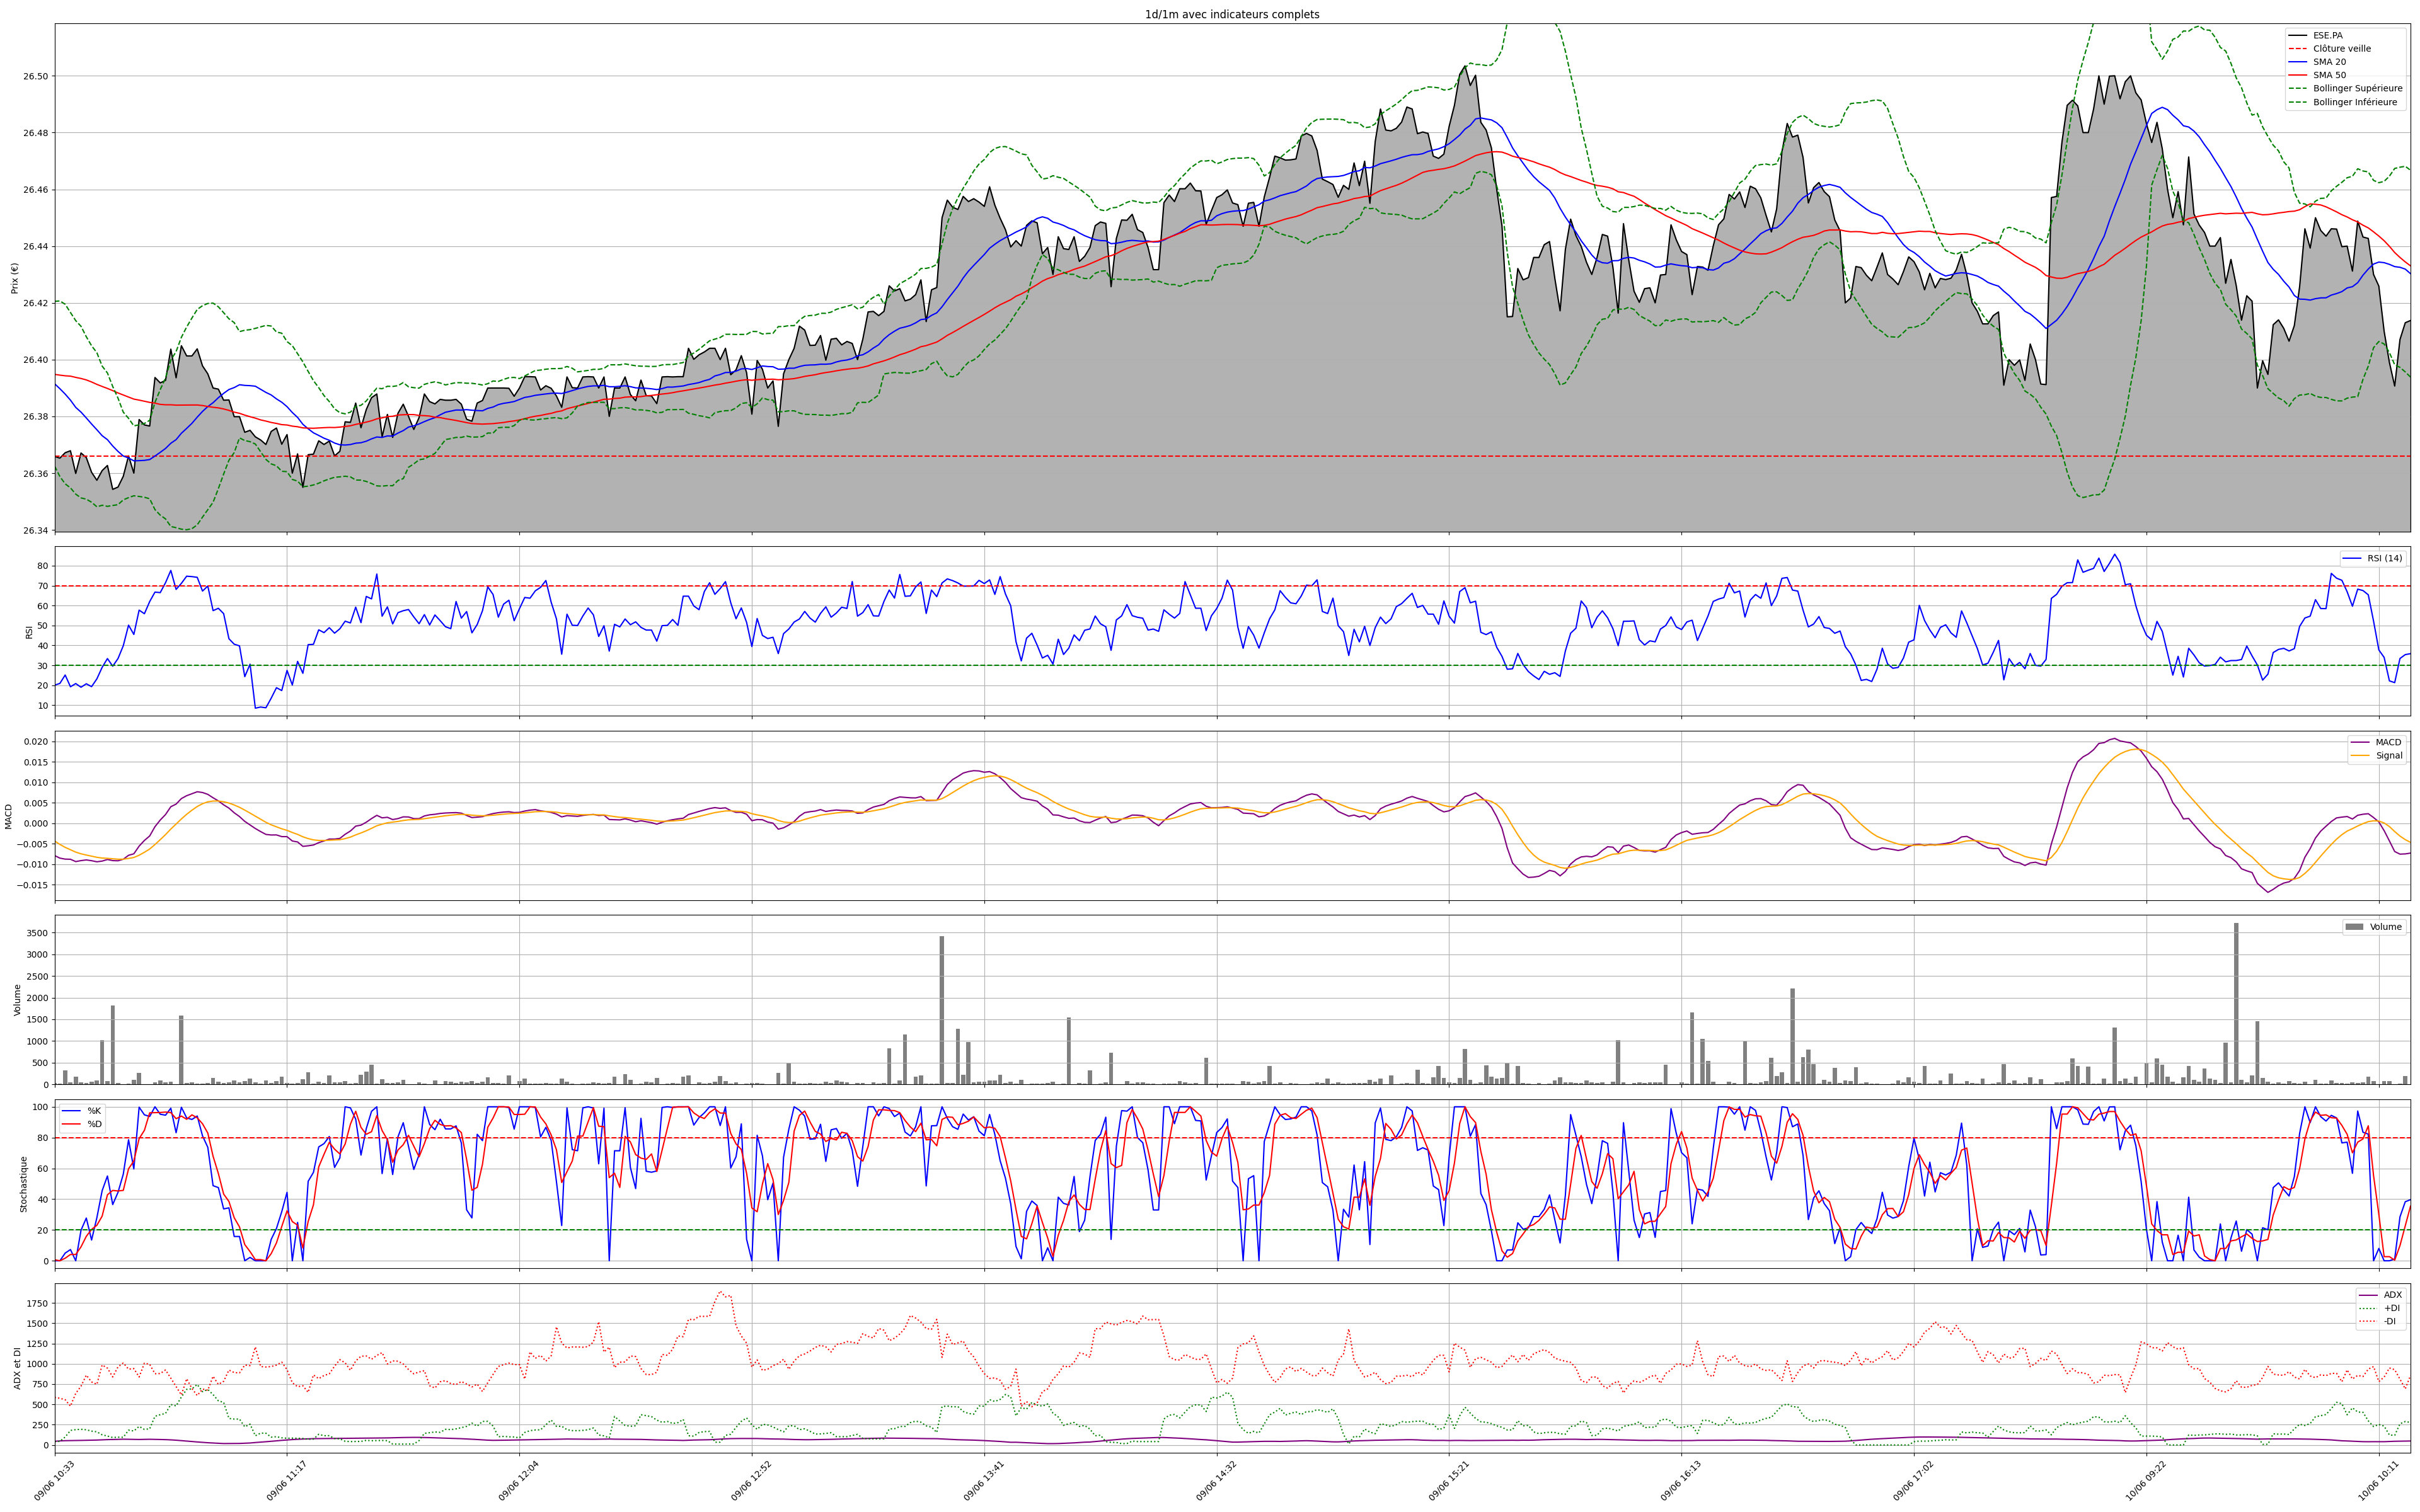 1d/1m avec indicateurs complets
ESE.PA
Clôture veille
SMA 20
SMA 50
Bollinger Supérieure
Bollinger Inférieure
Prix (€)
26.50
26.48
26.46
26.44
26.42
26.40
26.38
26.36
26.34
RSI (14)
RSI
80
70
60
50
40
30
20
10
MACD
Signal
MACD
0.020
0.015
0.010
0.005
0.000
−0.005
−0.010
−0.015
Volume
Volume
3500
3000
2500
2000
1500
1000
500
0
%K
%D
Stochastique
100
80
60
40
20
0
ADX
+DI
-DI
ADX et DI
1750
1500
1250
1000
750
500
250
0
09/06 10:33
09/06 11:17
09/06 12:04
09/06 12:52
09/06 13:41
09/06 14:32
09/06 15:21
09/06 16:13
09/06 17:02
10/06 09:22
10/06 10:11